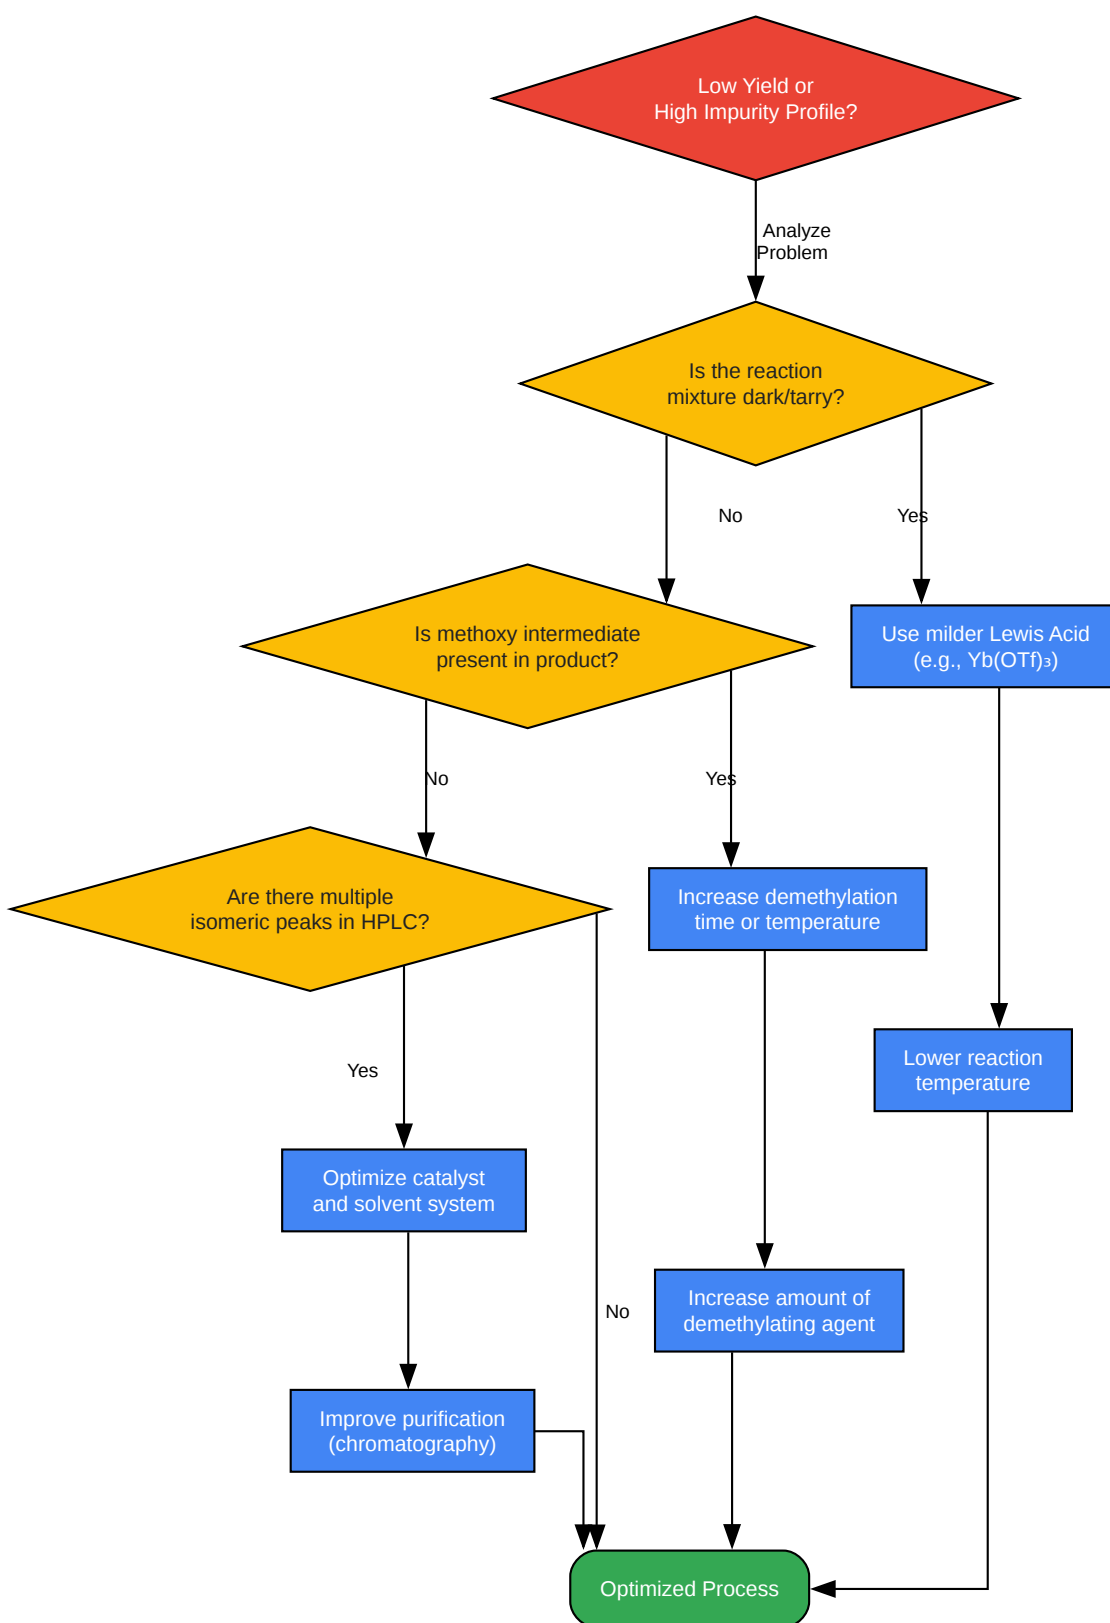 Low Yield or
High Impurity Profile?
Analyze
Problem
Is the reaction
mixture dark/tarry?
No
Yes
Is methoxy intermediate
present in product?
Use milder Lewis Acid
(e.g., Yb(OTf)₃)
No
Yes
Are there multiple
isomeric peaks in HPLC?
Increase demethylation
time or temperature
Lower reaction
temperature
Yes
Optimize catalyst
and solvent system
Increase amount of
demethylating agent
No
Improve purification
(chromatography)
Optimized Process